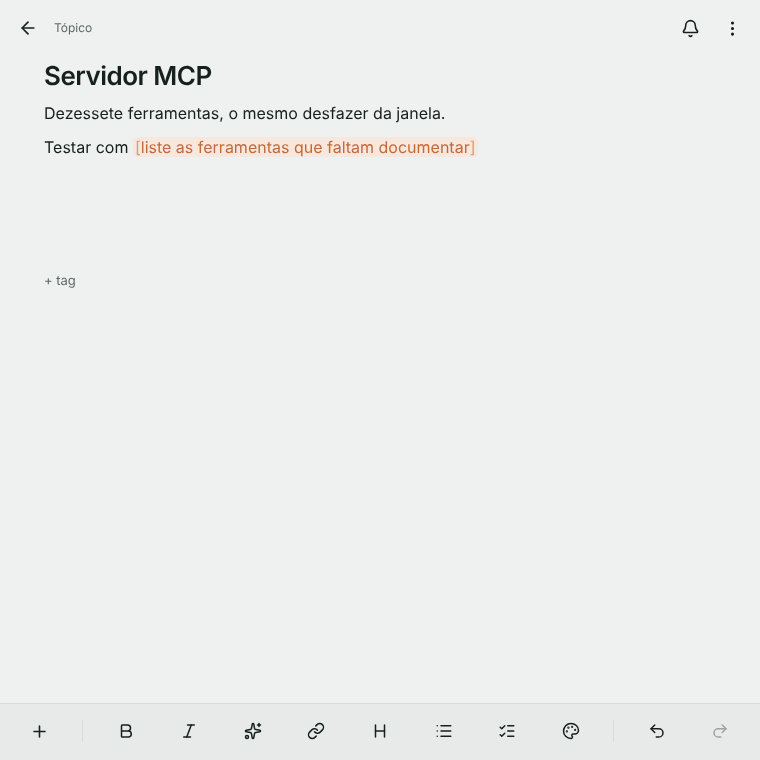 Tópico
Servidor MCP
Dezessete ferramentas, o mesmo desfazer da janela.
Testar com [liste as ferramentas que faltam documentar]
+ tag
B I H